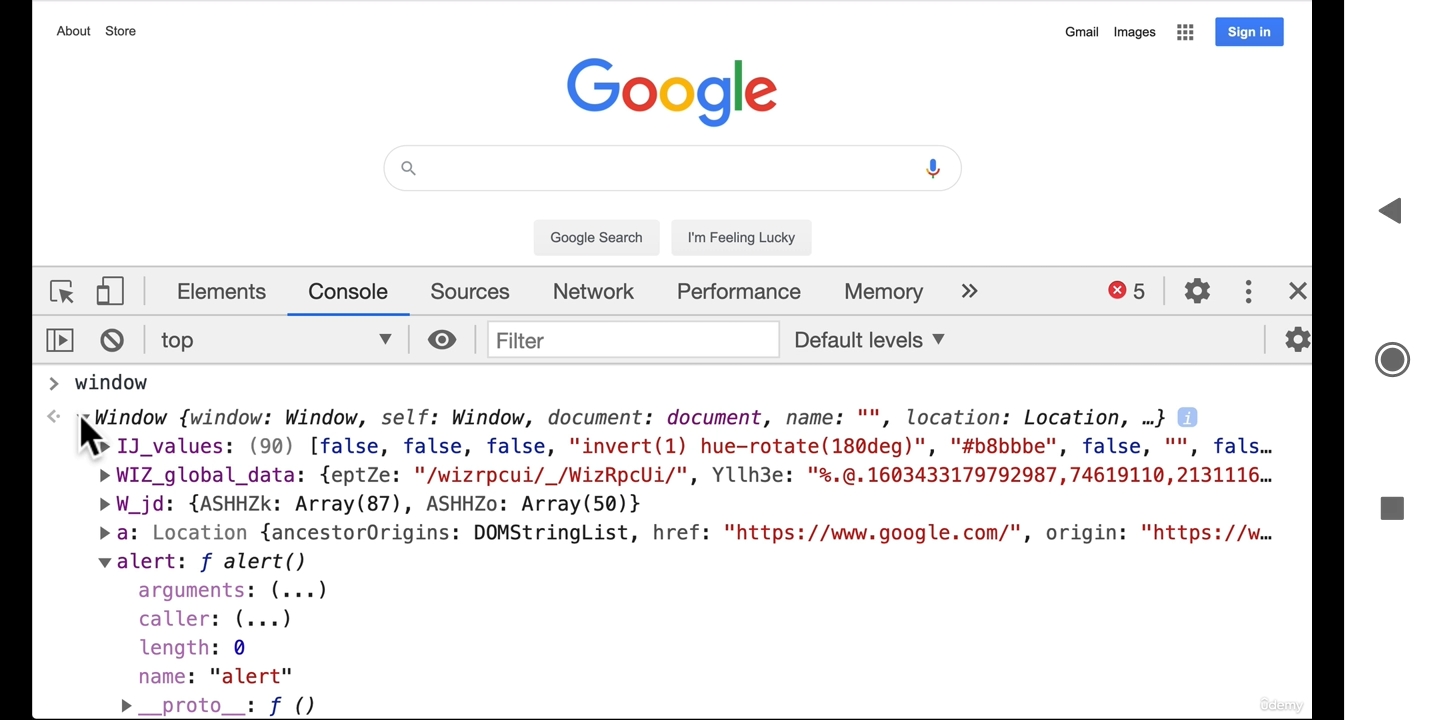 About Store Gmail Images Sign in
Google
Google Search I'm Feeling Lucky
Elements Console Sources Network Performance Memory » 5
top Filter Default levels
> window
Window {window: Window, self: Window, document: document, name: "", location: Location, …} i
IJ_values: (90) [false, false, false, "invert(1) hue-rotate(180deg)", "#b8bbbe", false, "", fals…
WIZ_global_data: {eptZe: "/wizrpcui/_/WizRpcUi/", Yllh3e: "%.@.1603433179792987,74619110,2131116…
W_jd: {ASHHZk: Array(87), ASHHZo: Array(50)}
a: Location {ancestorOrigins: DOMStringList, href: "https://www.google.com/", origin: "https://w…
alert: ƒ alert()
arguments: (...)
caller: (...)
length: 0
name: "alert"
__proto__: ƒ ()
ûdemy